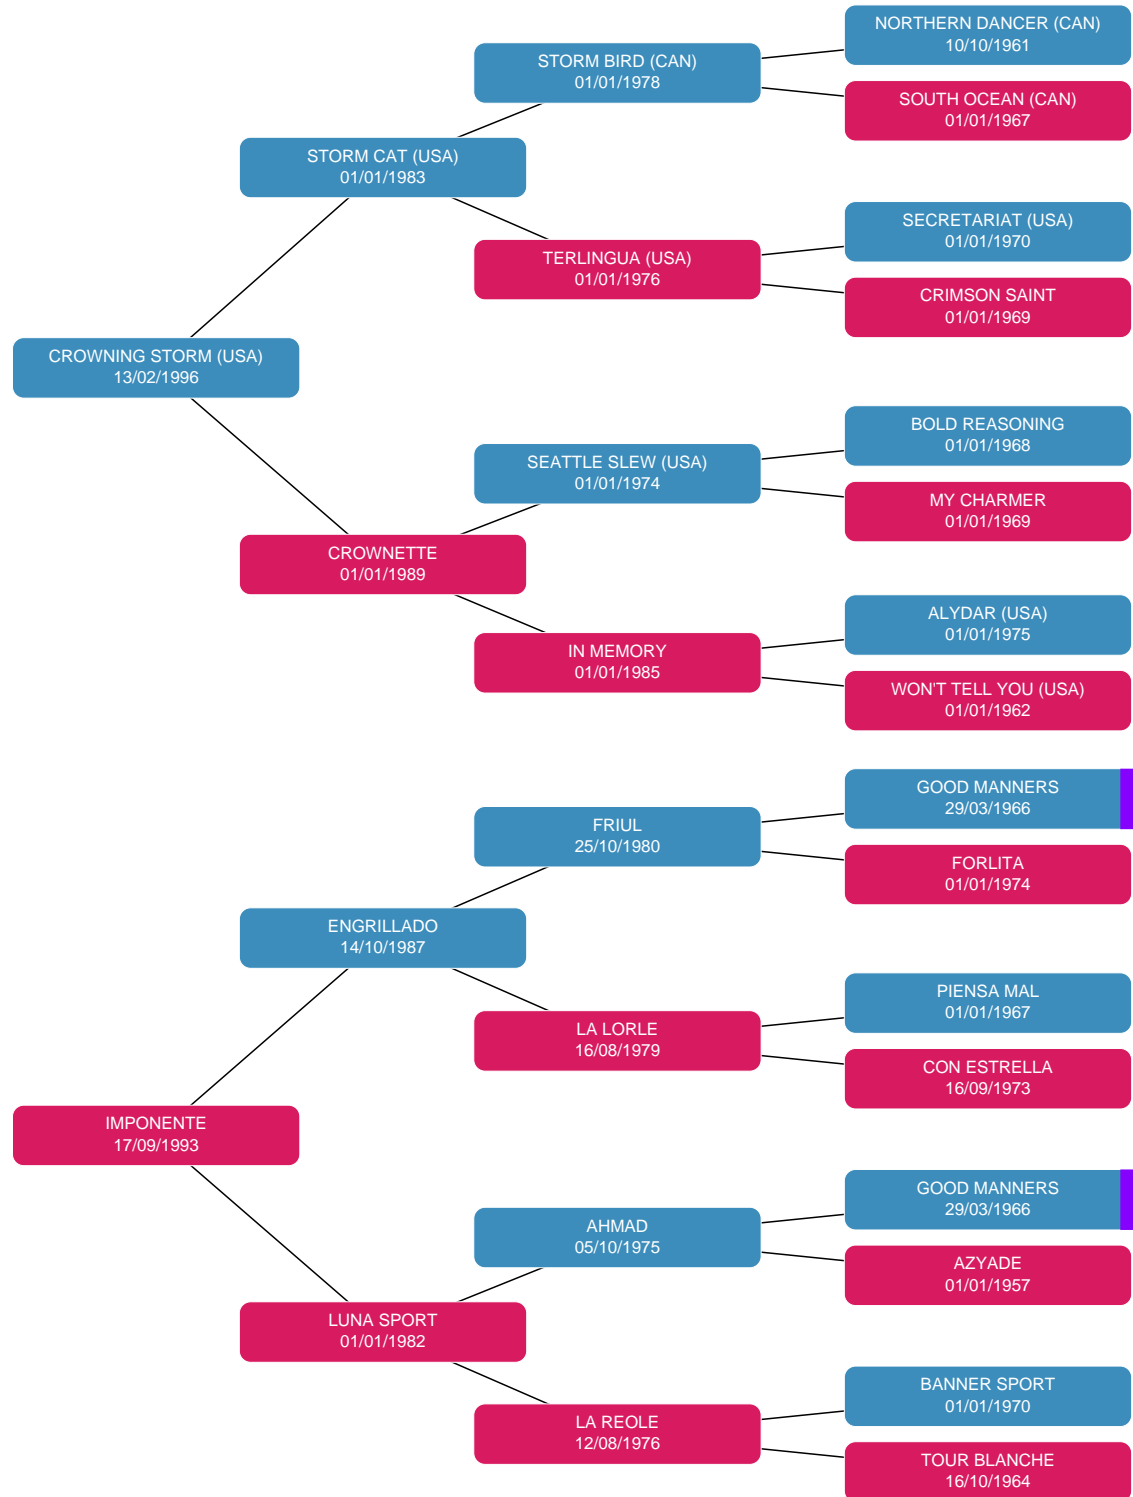 NORTHERN DANCER (CAN)
10/10/1961
STORM BIRD (CAN)
01/01/1978
SOUTH OCEAN (CAN)
01/01/1967
STORM CAT (USA)
01/01/1983
SECRETARIAT (USA)
01/01/1970
TERLINGUA (USA)
01/01/1976
CRIMSON SAINT
01/01/1969
CROWNING STORM (USA)
13/02/1996
BOLD REASONING
01/01/1968
SEATTLE SLEW (USA)
01/01/1974
MY CHARMER
01/01/1969
CROWNETTE
01/01/1989
ALYDAR (USA)
01/01/1975
IN MEMORY
01/01/1985
WON'T TELL YOU (USA)
01/01/1962
GOOD MANNERS
29/03/1966
FRIUL
25/10/1980
FORLITA
01/01/1974
ENGRILLADO
14/10/1987
PIENSA MAL
01/01/1967
LA LORLE
16/08/1979
CON ESTRELLA
16/09/1973
IMPONENTE
17/09/1993
GOOD MANNERS
29/03/1966
AHMAD
05/10/1975
AZYADE
01/01/1957
LUNA SPORT
01/01/1982
BANNER SPORT
01/01/1970
LA REOLE
12/08/1976
TOUR BLANCHE
16/10/1964